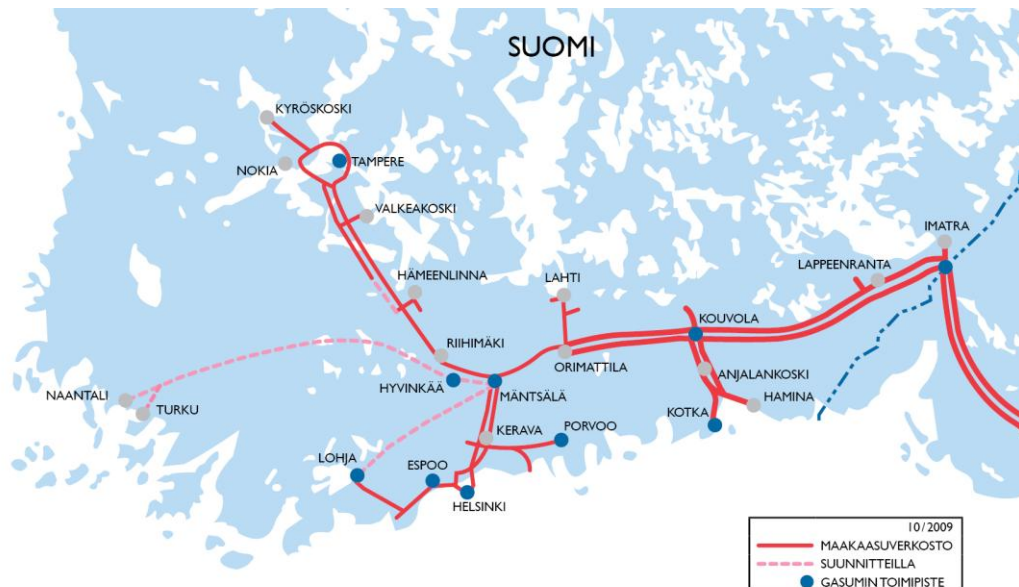 SUOMI
KYRÖSKOSKI
NOKIA
TAMPERE
VALKEAKOSKI
IMATRA
HÄMEENLINNA
LAHTI
LAPPEENRANTA
KOUVOLA
RIIHIMÄKI
ORIMATTILA
HYVINKÄÄ
MÄNTSÄLÄ
ANJALANKOSKI
NAANTALI
TURKU
HAMINA
KOTKA
KERAVA
PORVOO
LOHJA
ESPOO
HELSINKI
10/2009
MAAKAASUVERKOSTO
SUUNNITTEILLA
GASUMIN TOIMIPISTE